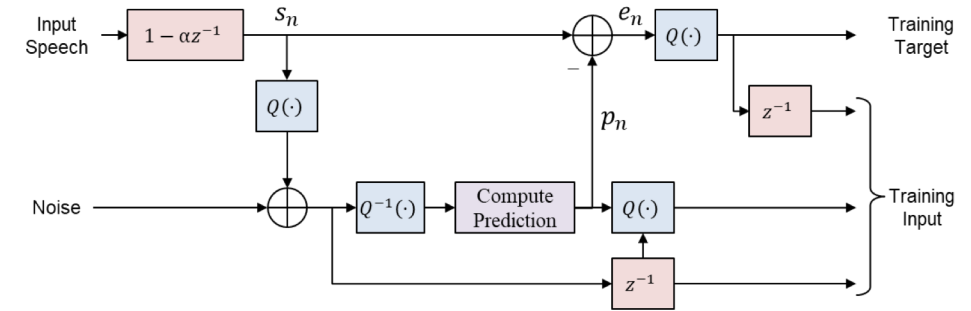 Input
Speech
1 − αz⁻¹
sₙ
−
eₙ
Q(·)
Training
Target
Q(·)
z⁻¹
pₙ
Noise
Q⁻¹(·)
Compute
Prediction
Q(·)
Training
Input
z⁻¹